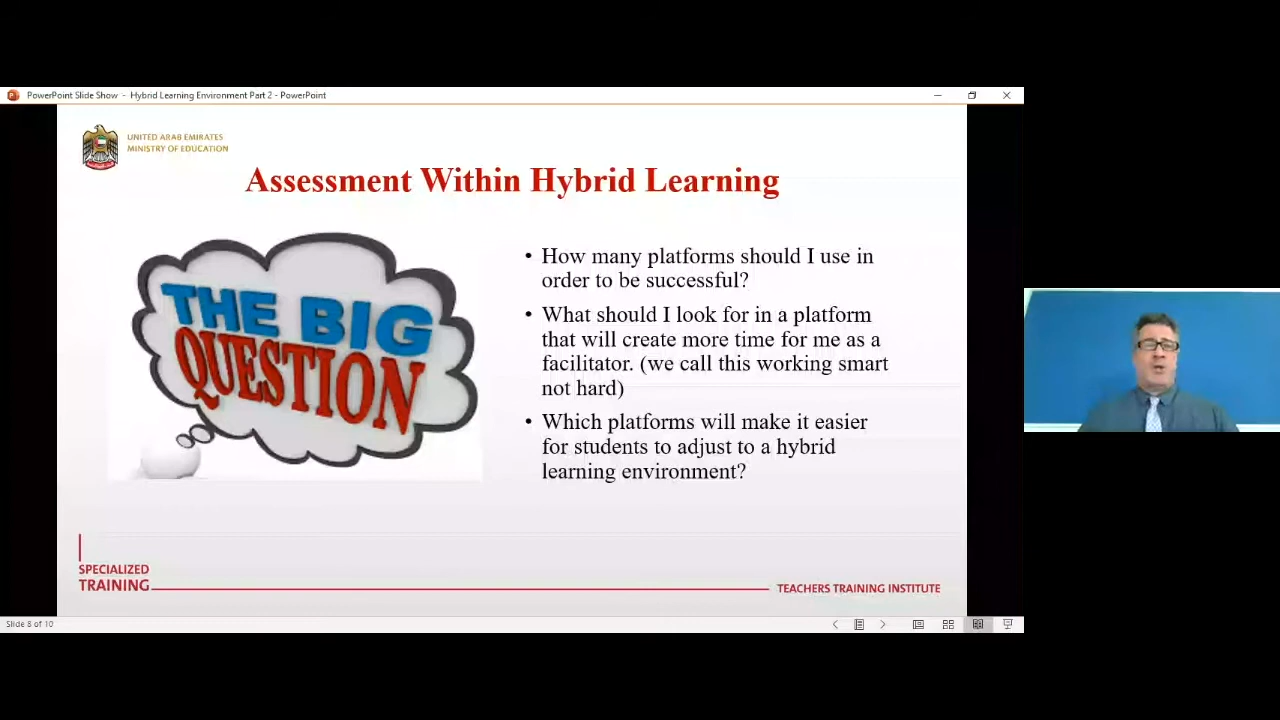 PowerPoint Slide Show - Hybrid Learning Environment Part 2 - PowerPoint
UNITED ARAB EMIRATES
MINISTRY OF EDUCATION
Assessment Within Hybrid Learning
THE BIG
QUESTION
• How many platforms should I use in
order to be successful?
• What should I look for in a platform
that will create more time for me as a
facilitator. (we call this working smart
not hard)
• Which platforms will make it easier
for students to adjust to a hybrid
learning environment?
SPECIALIZED
TRAINING
TEACHERS TRAINING INSTITUTE
Slide 8 of 10